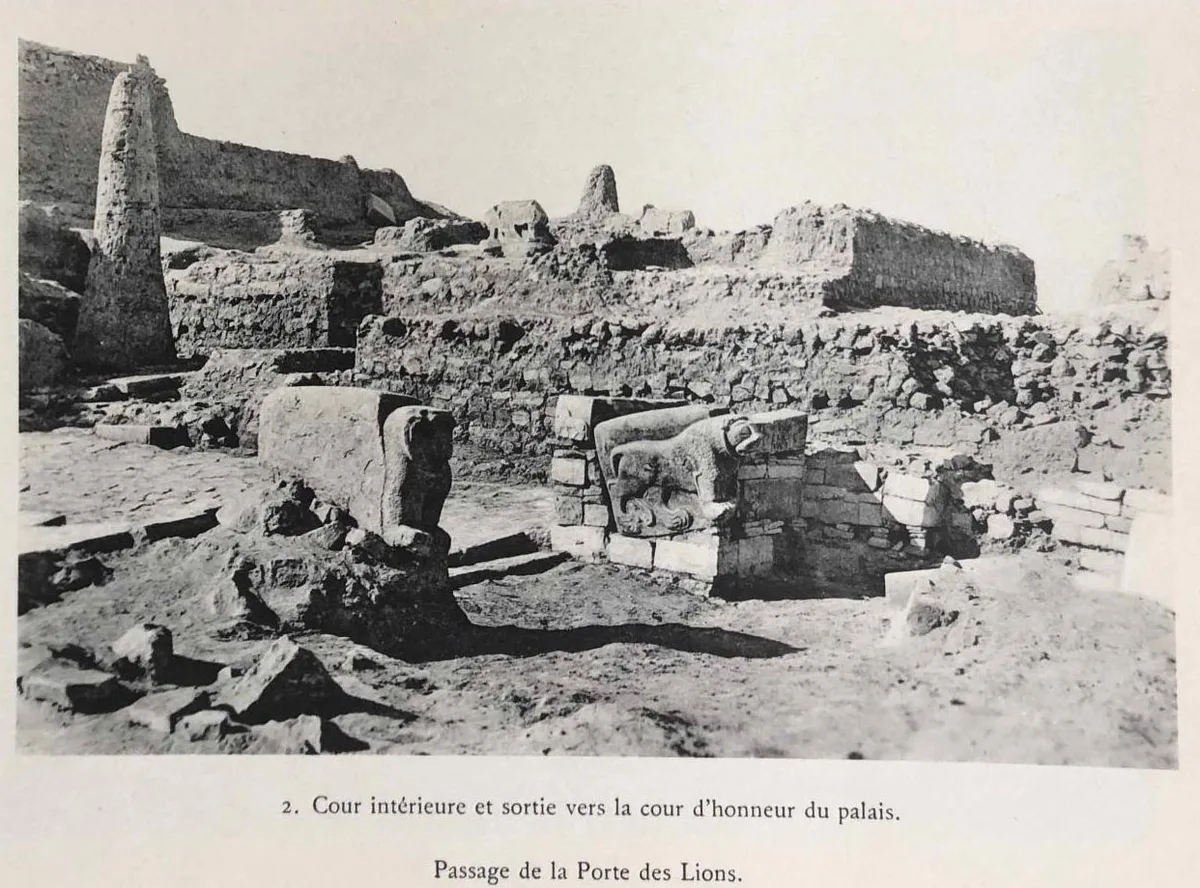 2. Cour intérieure et sortie vers la cour d'honneur du palais.
Passage de la Porte des Lions.